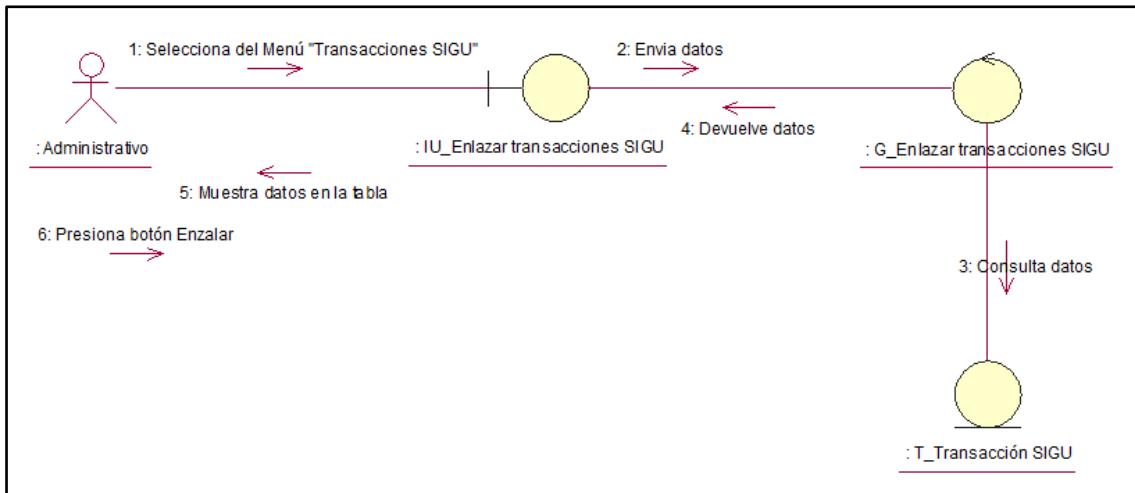 1: Selecciona del Menú "Transacciones SIGU"
2: Envia datos
4: Devuelve datos
: Administrativo
: IU_Enlazar transacciones SIGU
: G_Enlazar transacciones SIGU
5: Muestra datos en la tabla
6: Presiona botón Enzalar
3: Consulta datos
: T_Transacción SIGU